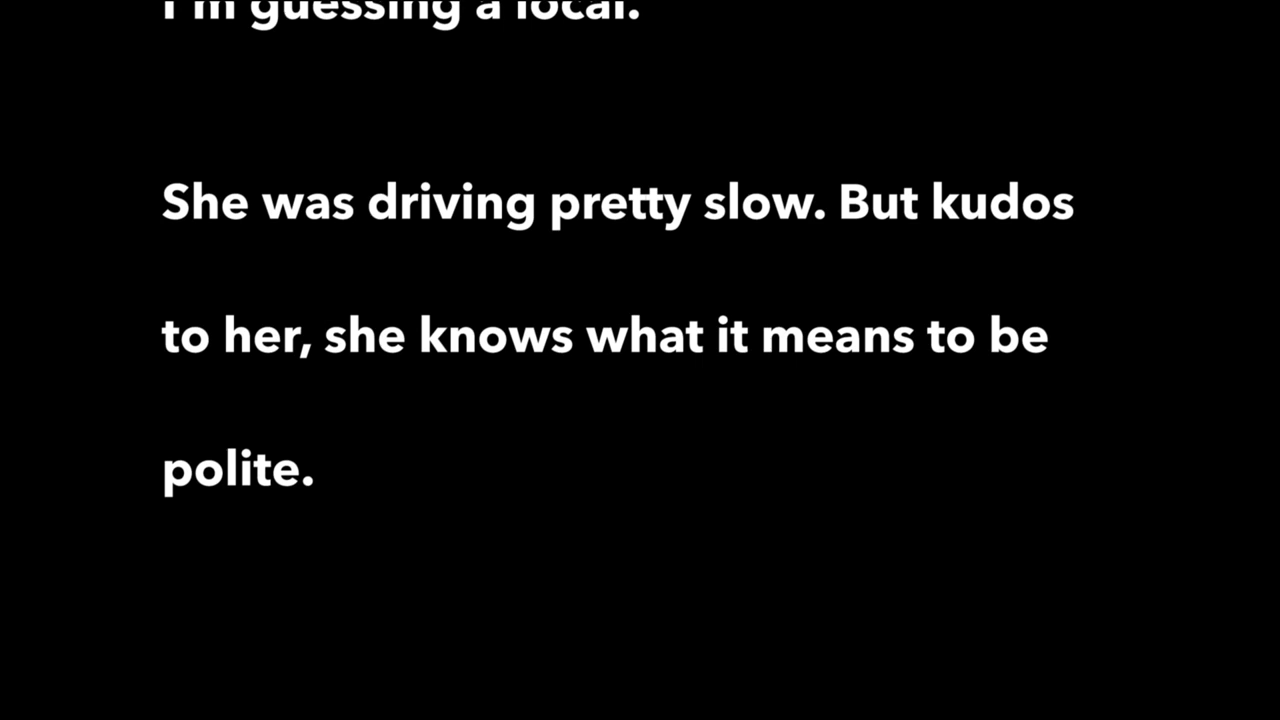 I'm guessing a local.
She was driving pretty slow. But kudos
to her, she knows what it means to be
polite.